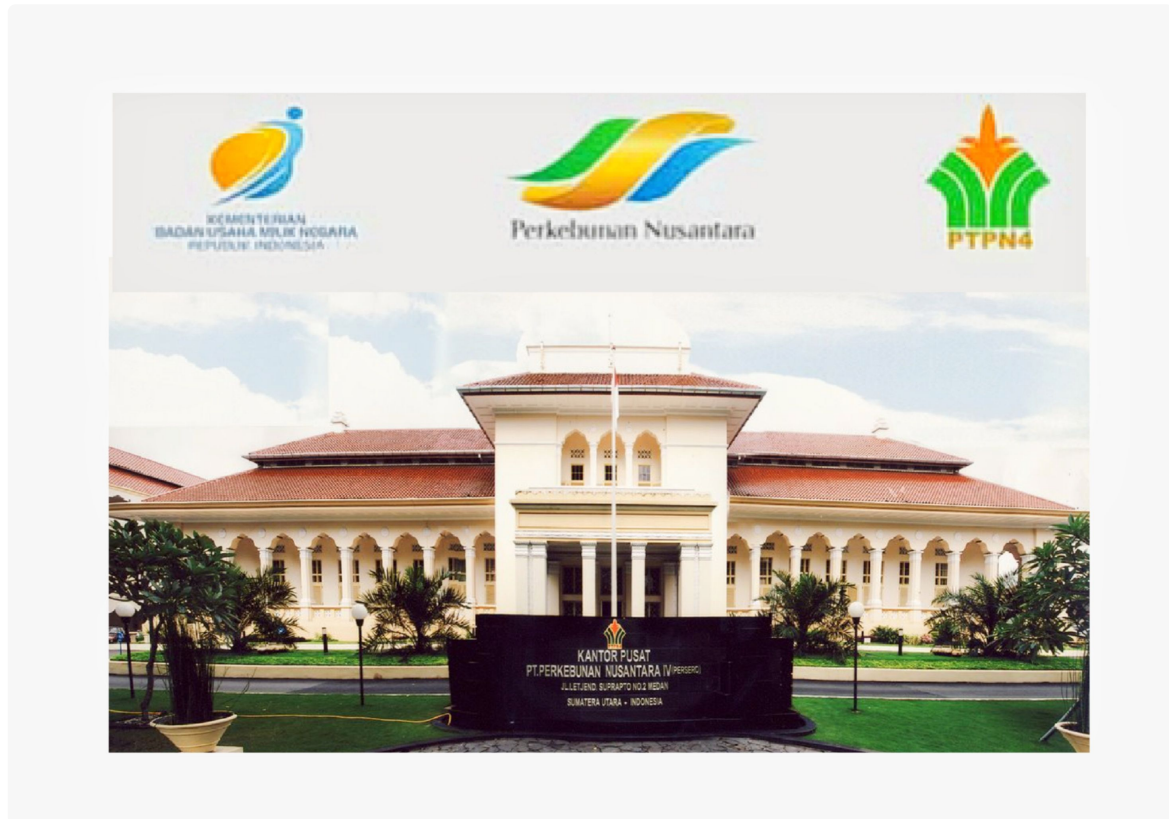 KEMENTERIAN
BADAN USAHA MILIK NEGARA
REPUBLIK INDONESIA
Perkebunan Nusantara
PTPN4
KANTOR PUSAT
PT.PERKEBUNAN NUSANTARA IV (PERSERO)
JL.LETJEND. SUPRAPTO NO.2 MEDAN
SUMATERA UTARA - INDONESIA